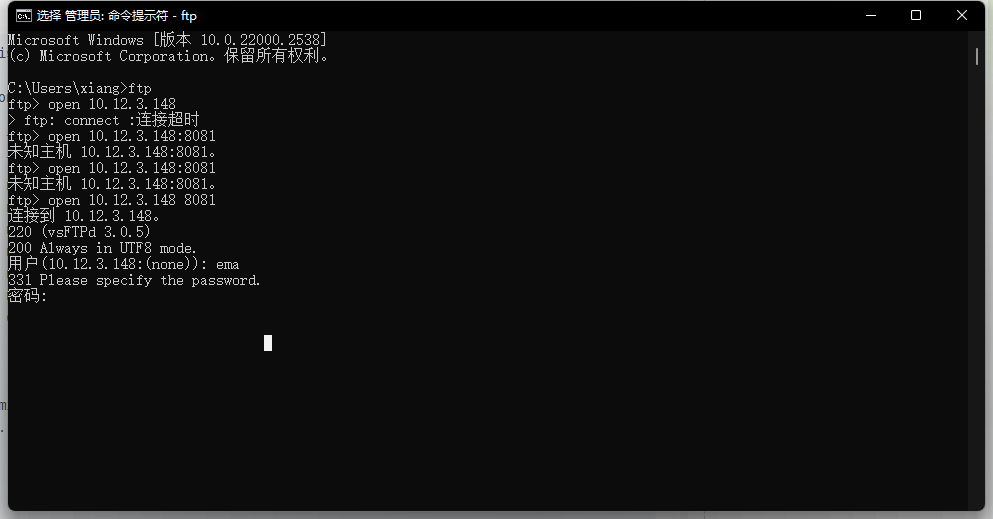 选择 管理员: 命令提示符 - ftp
Microsoft Windows [版本 10.0.22000.2538]
(c) Microsoft Corporation。保留所有权利。
C:\Users\xiang>ftp
ftp> open 10.12.3.148
> ftp: connect :连接超时
ftp> open 10.12.3.148:8081
未知主机 10.12.3.148:8081。
ftp> open 10.12.3.148:8081
未知主机 10.12.3.148:8081。
ftp> open 10.12.3.148 8081
连接到 10.12.3.148。
220 (vsFTPd 3.0.5)
200 Always in UTF8 mode.
用户(10.12.3.148:(none)): ema
331 Please specify the password.
密码: